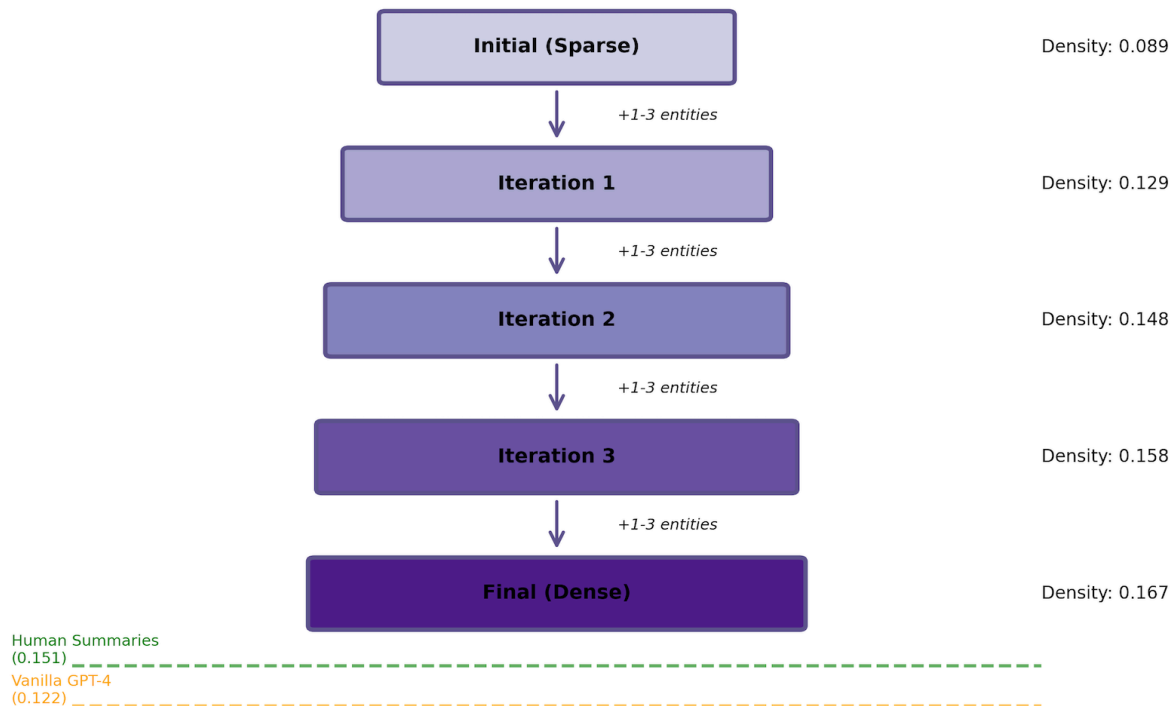 Initial (Sparse)
Density: 0.089
+1-3 entities
Iteration 1
Density: 0.129
+1-3 entities
Iteration 2
Density: 0.148
+1-3 entities
Iteration 3
Density: 0.158
+1-3 entities
Final (Dense)
Density: 0.167
Human Summaries
(0.151)
Vanilla GPT-4
(0.122)